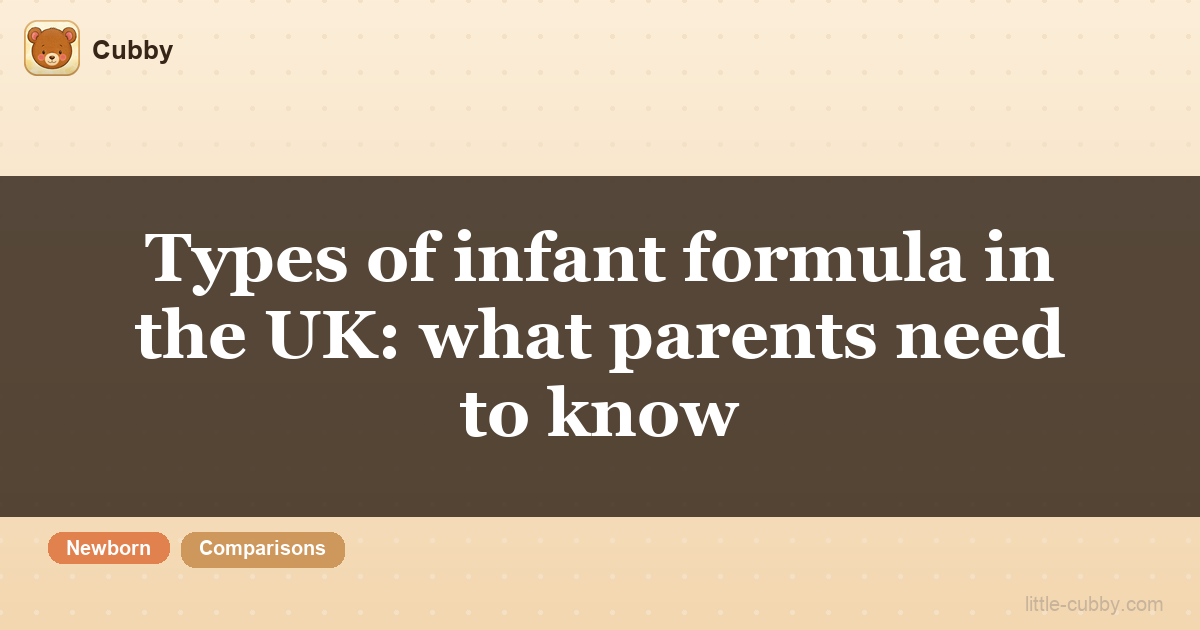 Cubby
Types of infant formula in
the UK: what parents need
to know
Newborn
Comparisons
little-cubby.com